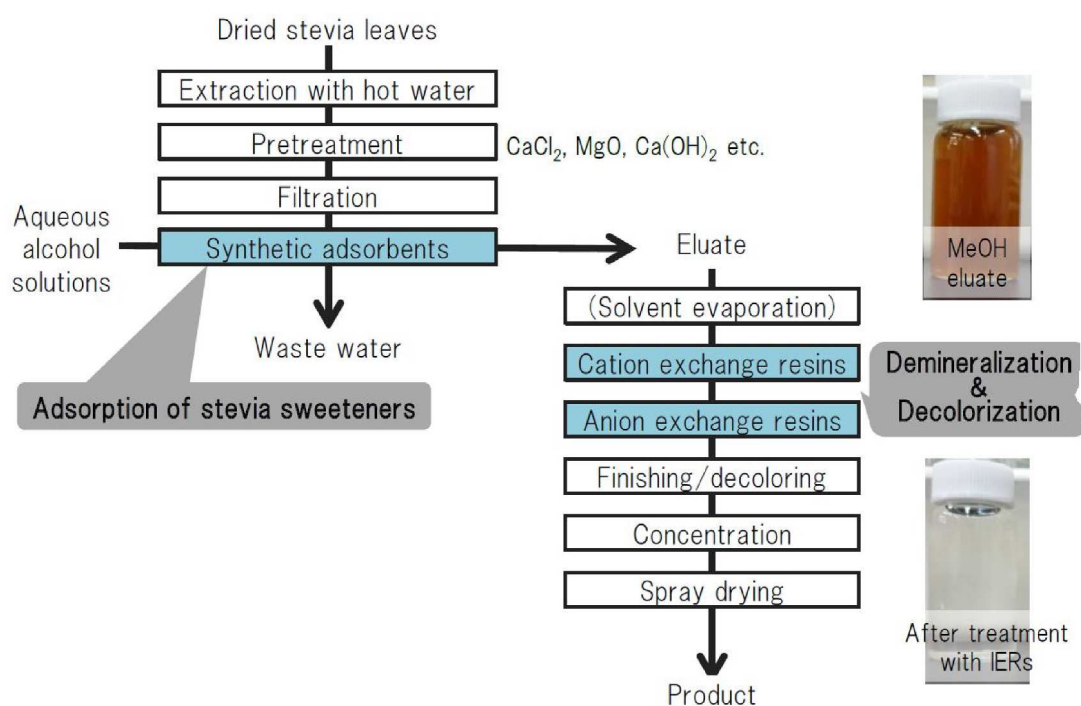 Dried stevia leaves
Extraction with hot water
Pretreatment
CaCl₂, MgO, Ca(OH)₂ etc.
Filtration
Aqueous
alcohol
solutions
Synthetic adsorbents
Waste water
Adsorption of stevia sweeteners
Eluate
(Solvent evaporation)
Cation exchange resins
Anion exchange resins
Demineralization
&
Decolorization
Finishing/decoloring
Concentration
Spray drying
Product
MeOH
eluate
After treatment
with IERs